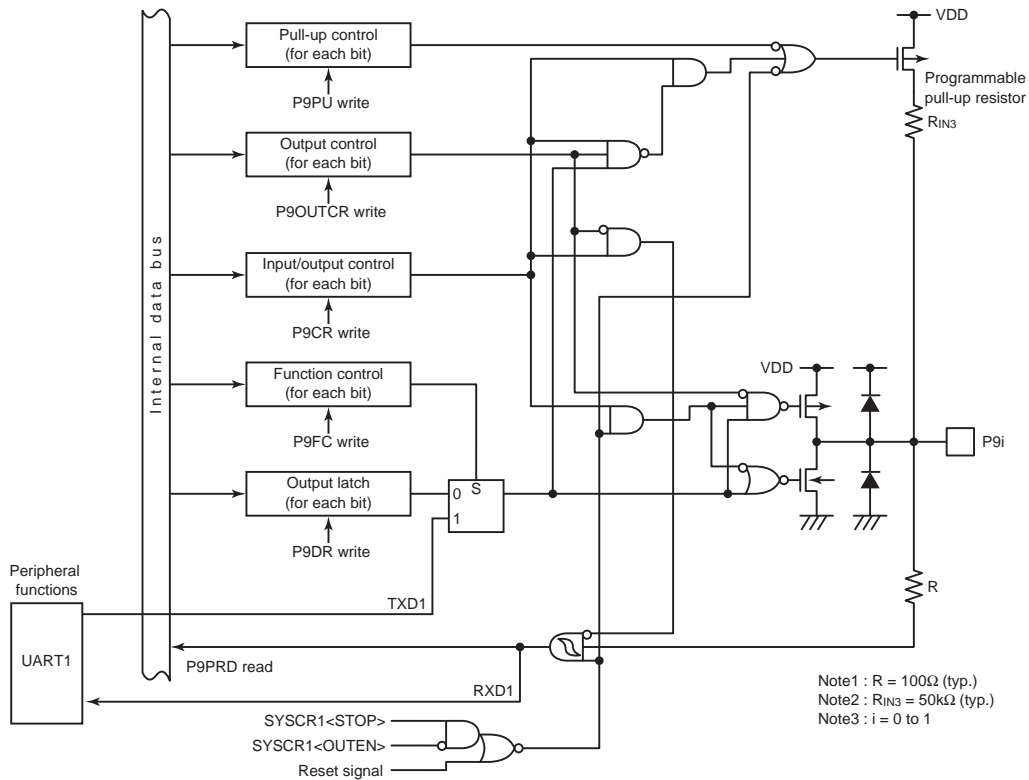 VDD
Pull-up control
(for each bit)
P9PU write
Programmable
pull-up resistor
RIN3
Output control
(for each bit)
P9OUTCR write
Internal data bus
Input/output control
(for each bit)
P9CR write
Function control
(for each bit)
P9FC write
VDD
P9i
Output latch
(for each bit)
P9DR write
S
0
1
Peripheral
functions
UART1
TXD1
R
P9PRD read
RXD1
Note1 : R = 100Ω (typ.)
Note2 : RIN3 = 50kΩ (typ.)
Note3 : i = 0 to 1
SYSCR1<STOP>
SYSCR1<OUTEN>
Reset signal